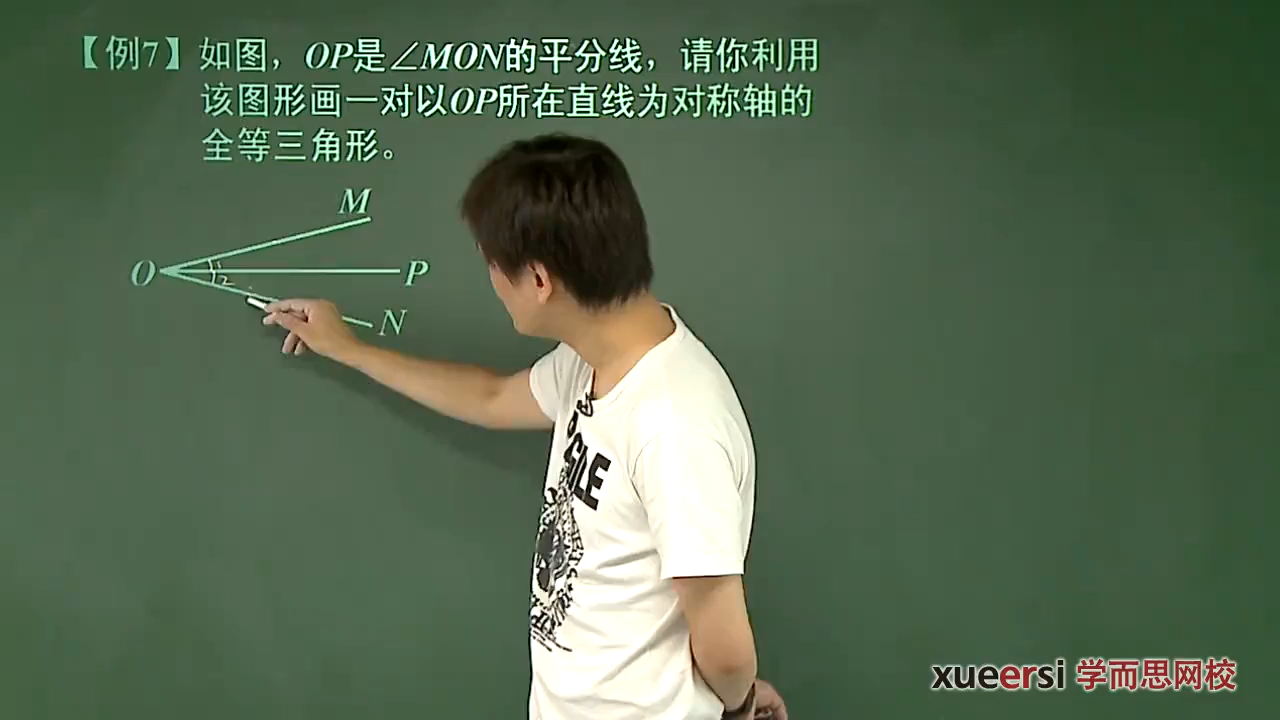 【例7】如图，OP是∠MON的平分线，请你利用
该图形画一对以OP所在直线为对称轴的
全等三角形。
M
O
P
N
xueersi 学而思网校